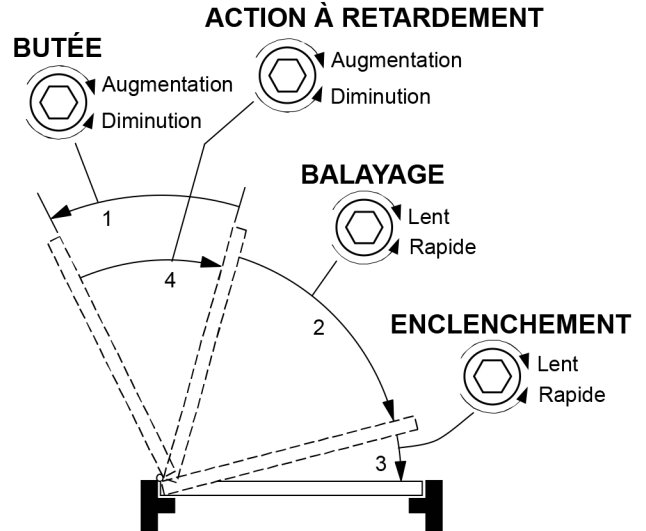 ACTION À RETARDEMENT
Augmentation
Diminution
BUTÉE
Augmentation
Diminution
BALAYAGE
Lent
Rapide
ENCLENCHEMENT
Lent
Rapide
1
4
2
3